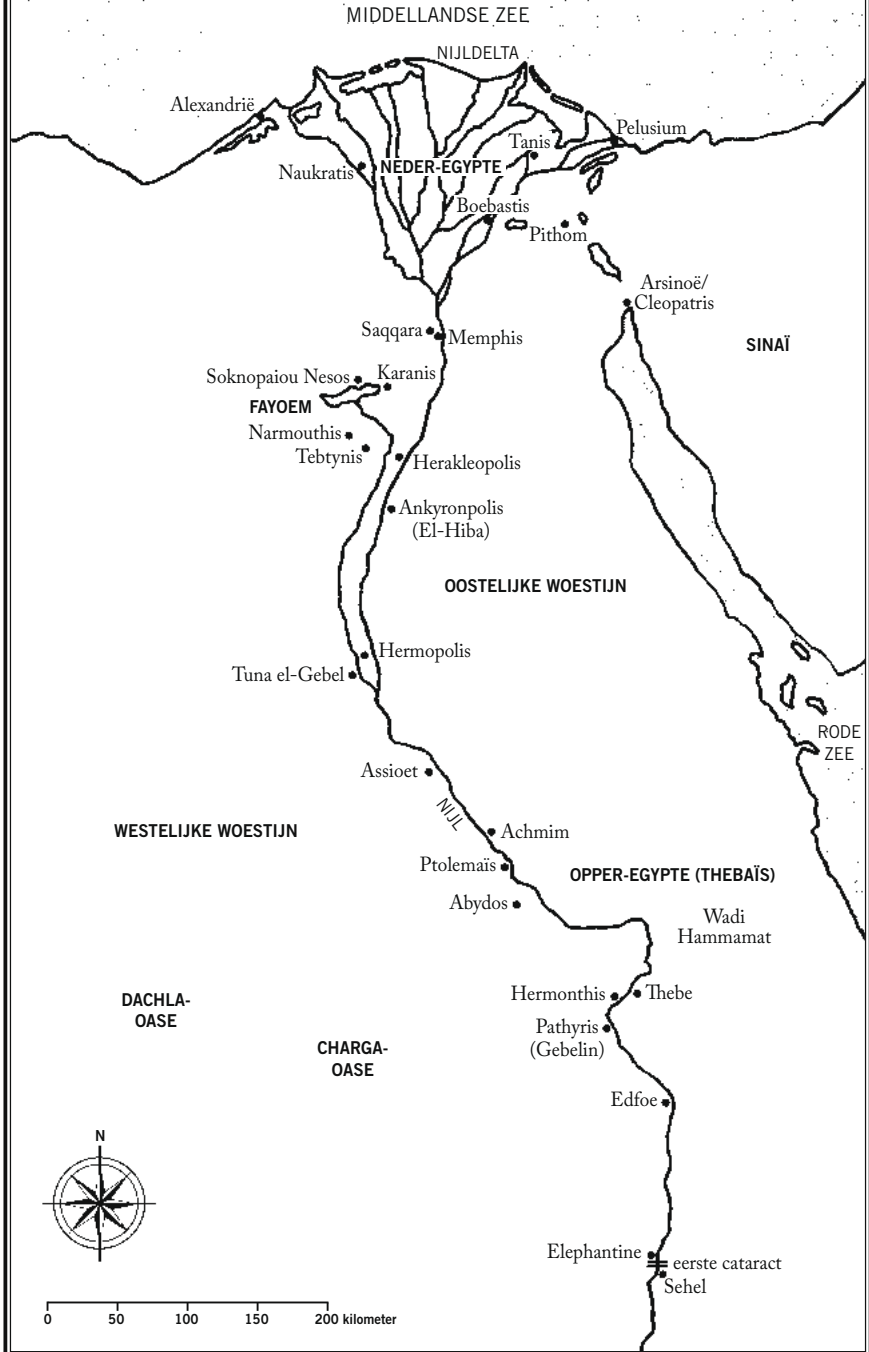 MIDDELLANDSE ZEE
NIJLDELTA
Alexandrië
Tanis
Pelusium
Naukratis
NEDER-EGYPTE
Boebastis
Pithom
Arsinoë/
Cleopatris
Saqqara
Memphis
SINAÏ
Soknopaiou Nesos
Karanis
FAYOEM
Narmouthis
Tebtynis
Herakleopolis
Ankyronpolis
(El-Hiba)
OOSTELIJKE WOESTIJN
Hermopolis
Tuna el-Gebel
RODE
ZEE
Assioet
NIJL
WESTELIJKE WOESTIJN
Achmim
Ptolemaïs
OPPER-EGYPTE (THEBAÏS)
Abydos
Wadi
Hammamat
DACHLA-
OASE
Hermonthis
Thebe
Pathyris
(Gebelin)
CHARGA-
OASE
Edfoe
N
Elephantine
eerste cataract
Sehel
0 50 100 150 200 kilometer